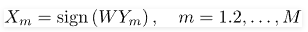 X_m = sign (WY_m) ,    m = 1.2, . . . , M